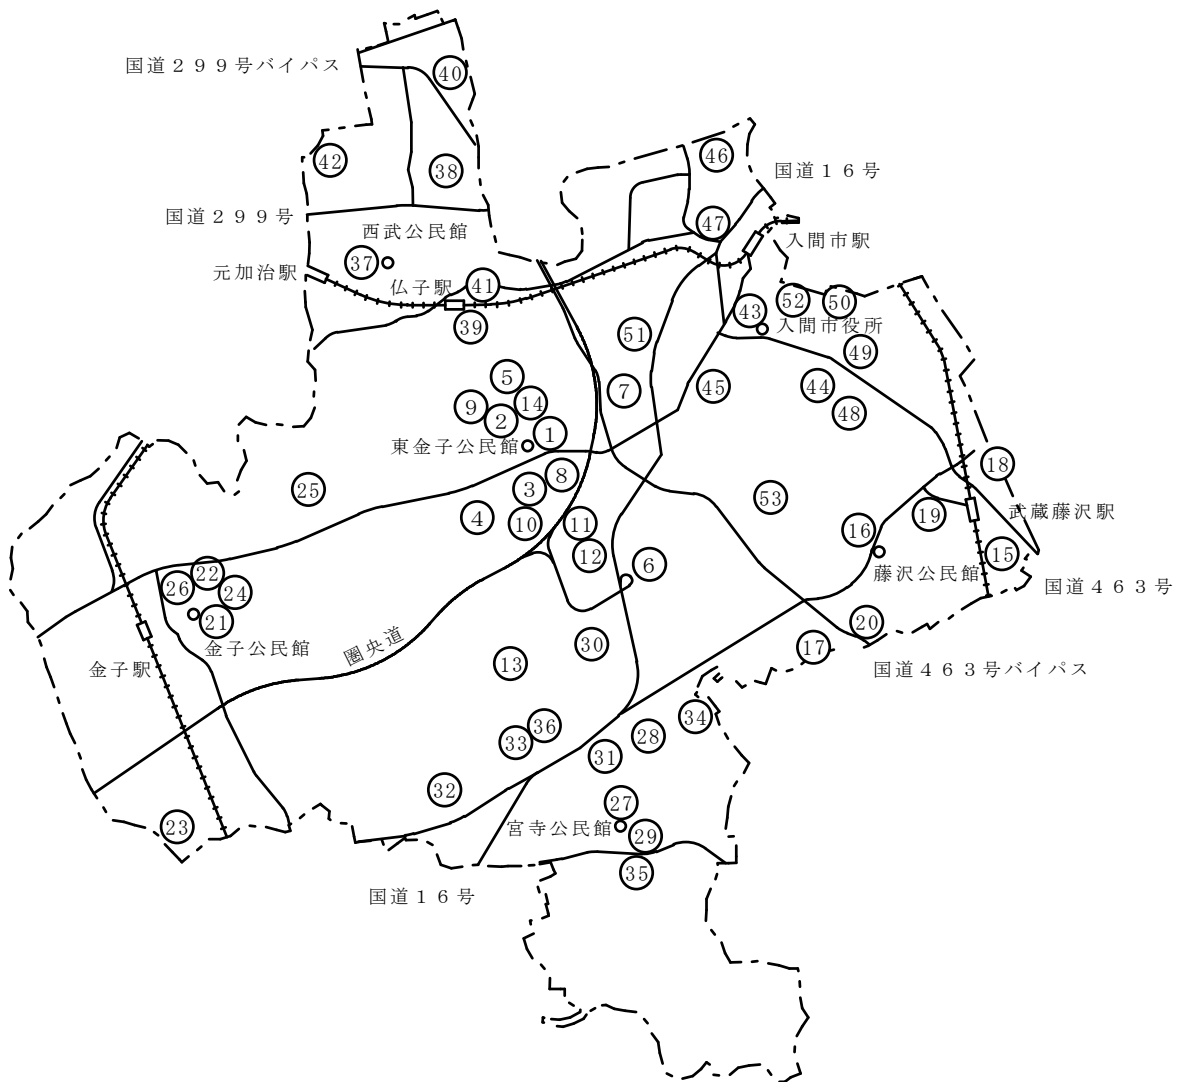 国道２９９号バイパス
㊵
㊻
㊷
㊳
国道１６号
国道２９９号
㊼
西武公民館
入間市駅
㊲
元加治駅
仏子駅
㊶
52
㊿
㊸
入間市役所
㊴
51
㊾
⑤
㊺
㊹
⑦
⑨
⑭
㊽
②
①
東金子公民館
⑧
⑱
㉕
③
53
④
⑩
⑪
⑯
⑲
武蔵藤沢駅
⑫
⑮
⑥
藤沢公民館
㉒
㉖
㉔
国道４６３号
㉑
⑳
金子公民館
圏央道
㉚
⑰
金子駅
⑬
国道４６３号バイパス
㉞
㊱
㉝
㉘
㉛
㉜
㉗
㉓
宮寺公民館
㉙
㉟
国道１６号